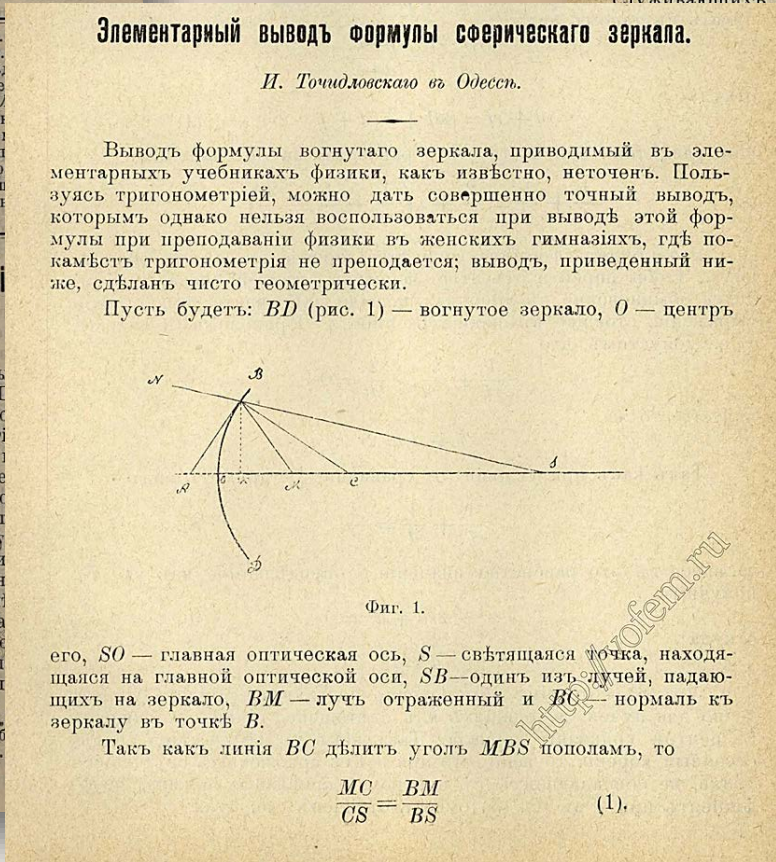 Элементарный выводъ формулы сферическаго зеркала.
И. Точидловскаго въ Одессѣ.
Выводъ формулы вогнутаго зеркала, приводимый въ эле-
ментарныхъ учебникахъ физики, какъ извѣстно, неточенъ. Поль-
зуясь тригонометріей, можно дать совершенно точный выводъ,
которымъ однако нельзя воспользоваться при выводѣ этой фор-
мулы при преподаваніи физики въ женскихъ гимназіяхъ, гдѣ по-
камѣстъ тригонометрія не преподается; выводъ, приведенный ни-
же, сдѣланъ чисто геометрически.
Пусть будетъ: BD (рис. 1) — вогнутое зеркало, O — центръ
N B
S
A M C
D
Фиг. 1.
его, SO — главная оптическая ось, S — свѣтящаяся точка, находя-
щаяся на главной оптической оси, SB—одинъ изъ лучей, падаю-
щихъ на зеркало, BM — лучъ отраженный и BC — нормаль къ
зеркалу въ точкѣ B.
Такъ какъ линія BC дѣлитъ уголъ MBS пополамъ, то
MC/CS = BM/BS (1).
http://vofem.ru